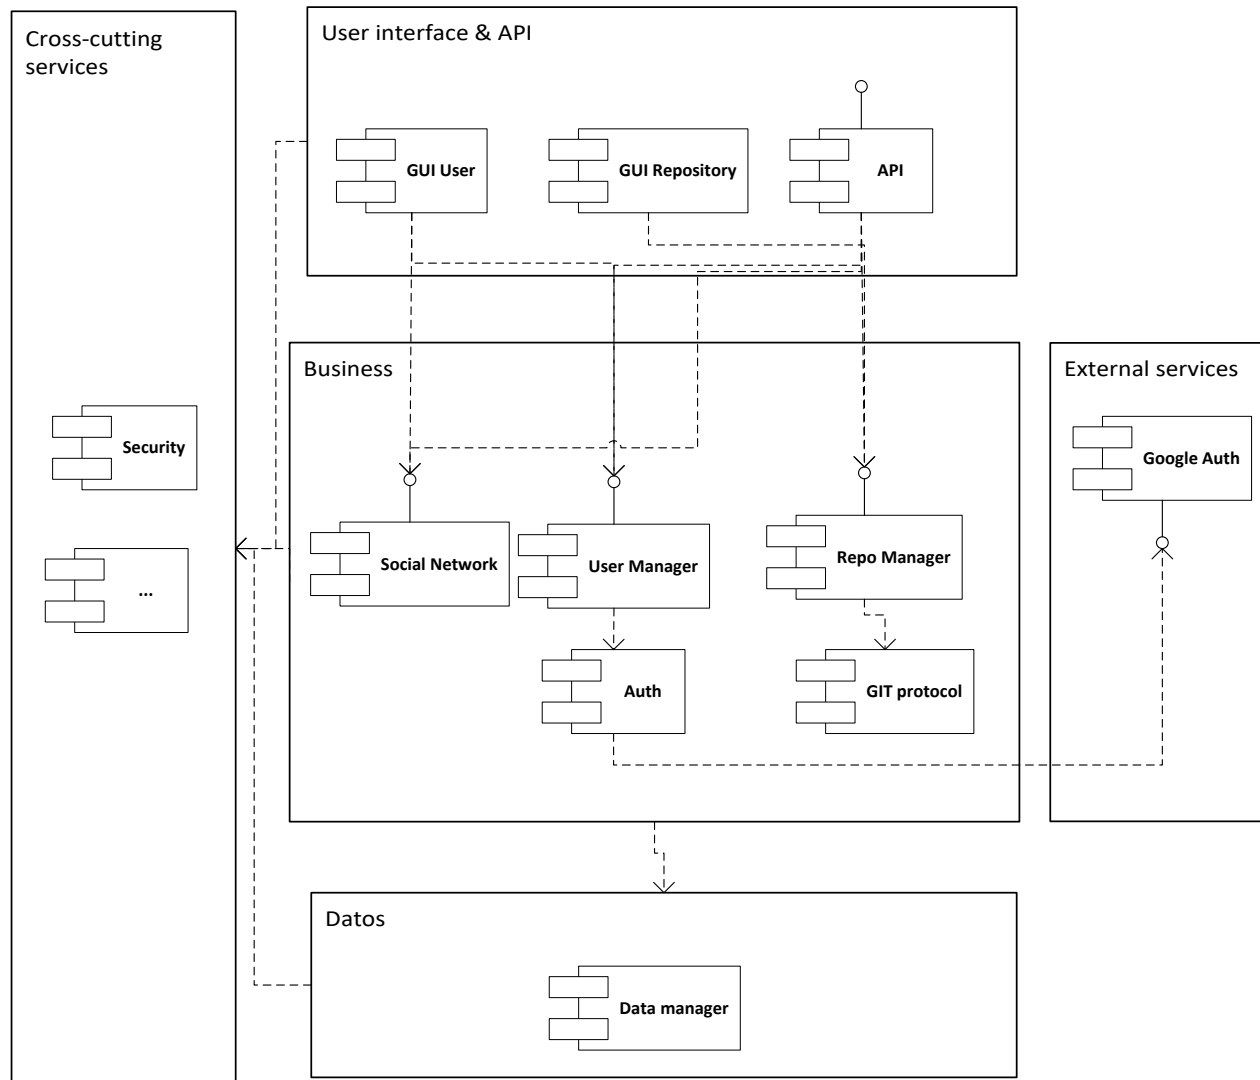 Cross-cutting
services
User interface & API
GUI User
GUI Repository
API
Business
External services
Security
Google Auth
...
Social Network
User Manager
Repo Manager
Auth
GIT protocol
Datos
Data manager